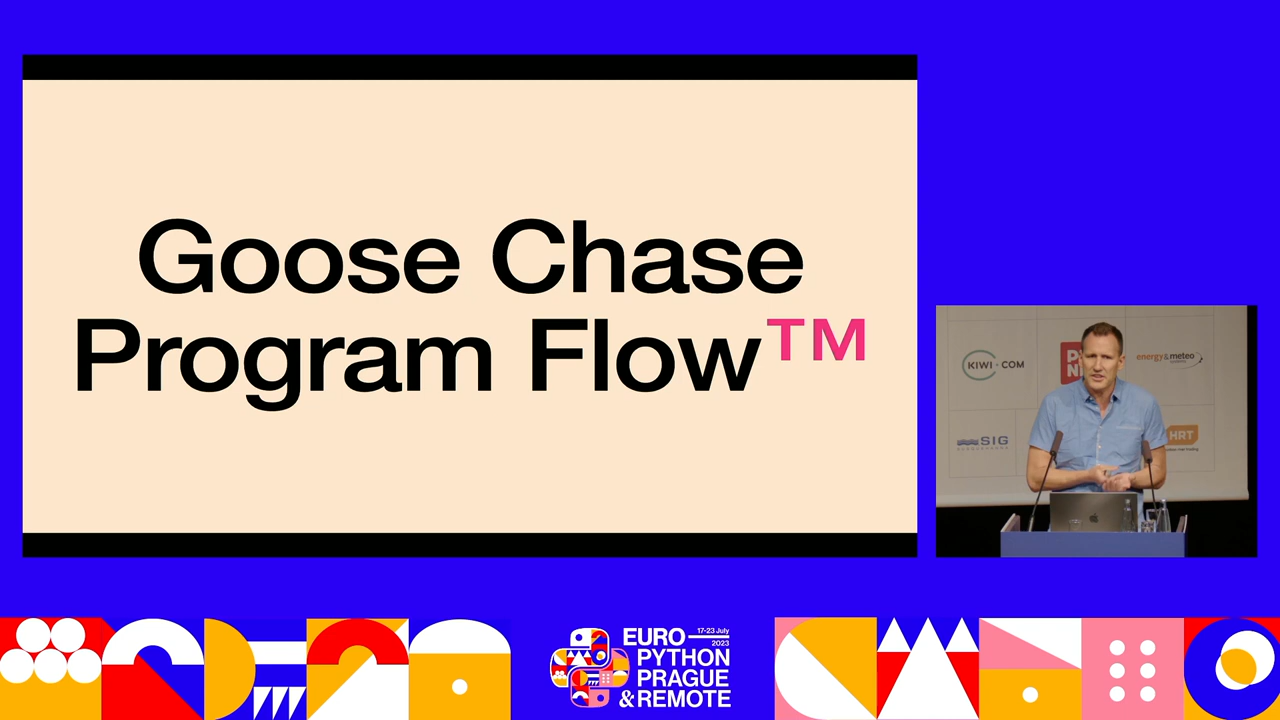 Goose Chase
Program Flow™
KIWI.COM
energy&meteo
SIG
HRT
17-23 July
2023
EURO
PYTHON
PRAGUE
&REMOTE